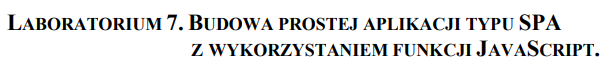 LABORATORIUM 7. BUDOWA PROSTEJ APLIKACJI TYPU SPA
Z WYKORZYSTANIEM FUNKCJI JAVASCRIPT.